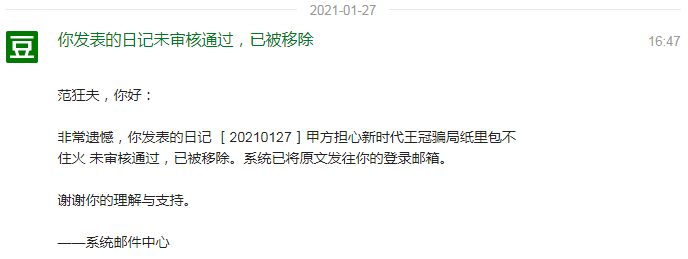 2021-01-27
豆
你发表的日记未审核通过，已被移除
16:47
范狂夫，你好：
非常遗憾，你发表的日记 [ 20210127 ] 甲方担心新时代王冠骗局纸里包不
住火 未审核通过，已被移除。系统已将原文发往你的登录邮箱。
谢谢你的理解与支持。
——系统邮件中心